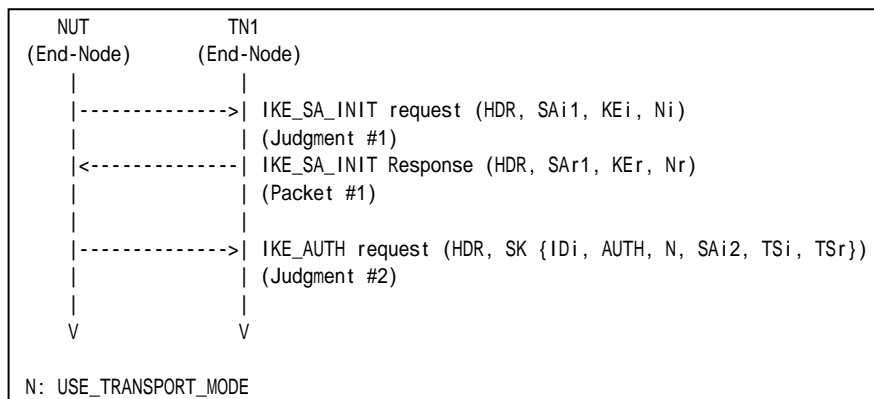 NUT TN1
(End-Node) (End-Node)
| |
|-------------->| IKE_SA_INIT request (HDR, SAi1, KEi, Ni)
| | (Judgment #1)
|<--------------| IKE_SA_INIT Response (HDR, SAr1, KEr, Nr)
| | (Packet #1)
| |
|-------------->| IKE_AUTH request (HDR, SK {IDi, AUTH, N, SAi2, TSi, TSr})
| | (Judgment #2)
| |
V V
N: USE_TRANSPORT_MODE